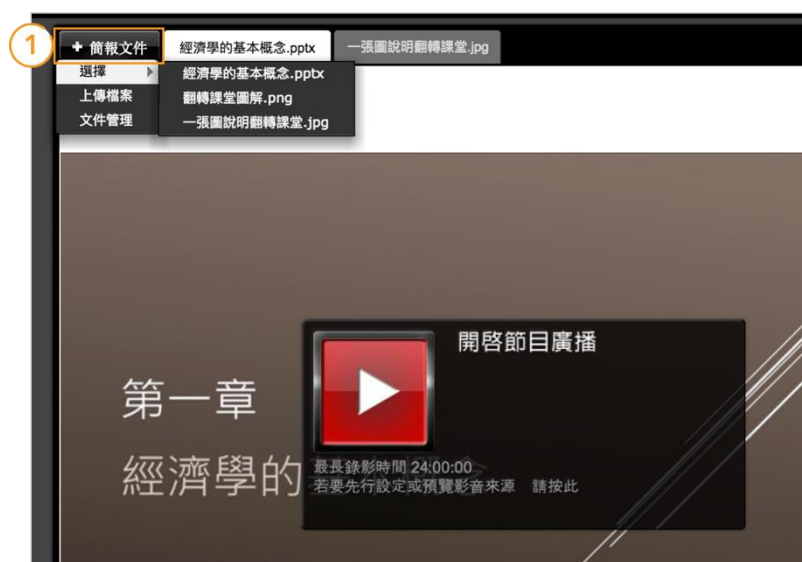 1
+ 簡報文件 經濟學的基本概念.pptx 一張圖說明翻轉課堂.jpg
選擇 經濟學的基本概念.pptx
上傳檔案 翻轉課堂圖解.png
文件管理 一張圖說明翻轉課堂.jpg
開啓節目廣播
第一章
經濟學的基本概念
最長錄影時間 24:00:00
若要先行設定或預覽影音來源 請按此